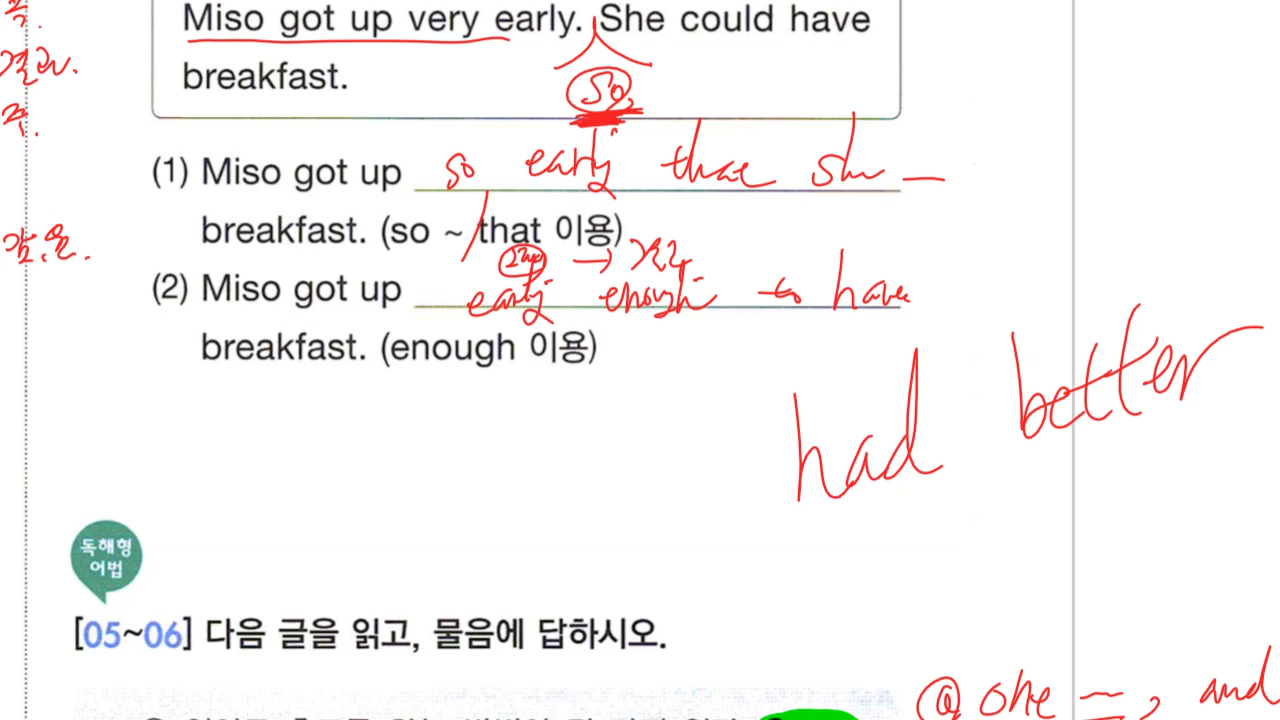 Miso got up very early. She could have
breakfast.
so
(1) Miso got up so early that she
breakfast. (so ~ that 이용)
(2) Miso got up early enough to have
breakfast. (enough 이용)
had better
독해형
어법
[05~06] 다음 글을 읽고, 물음에 답하시오.
@ she ~, and